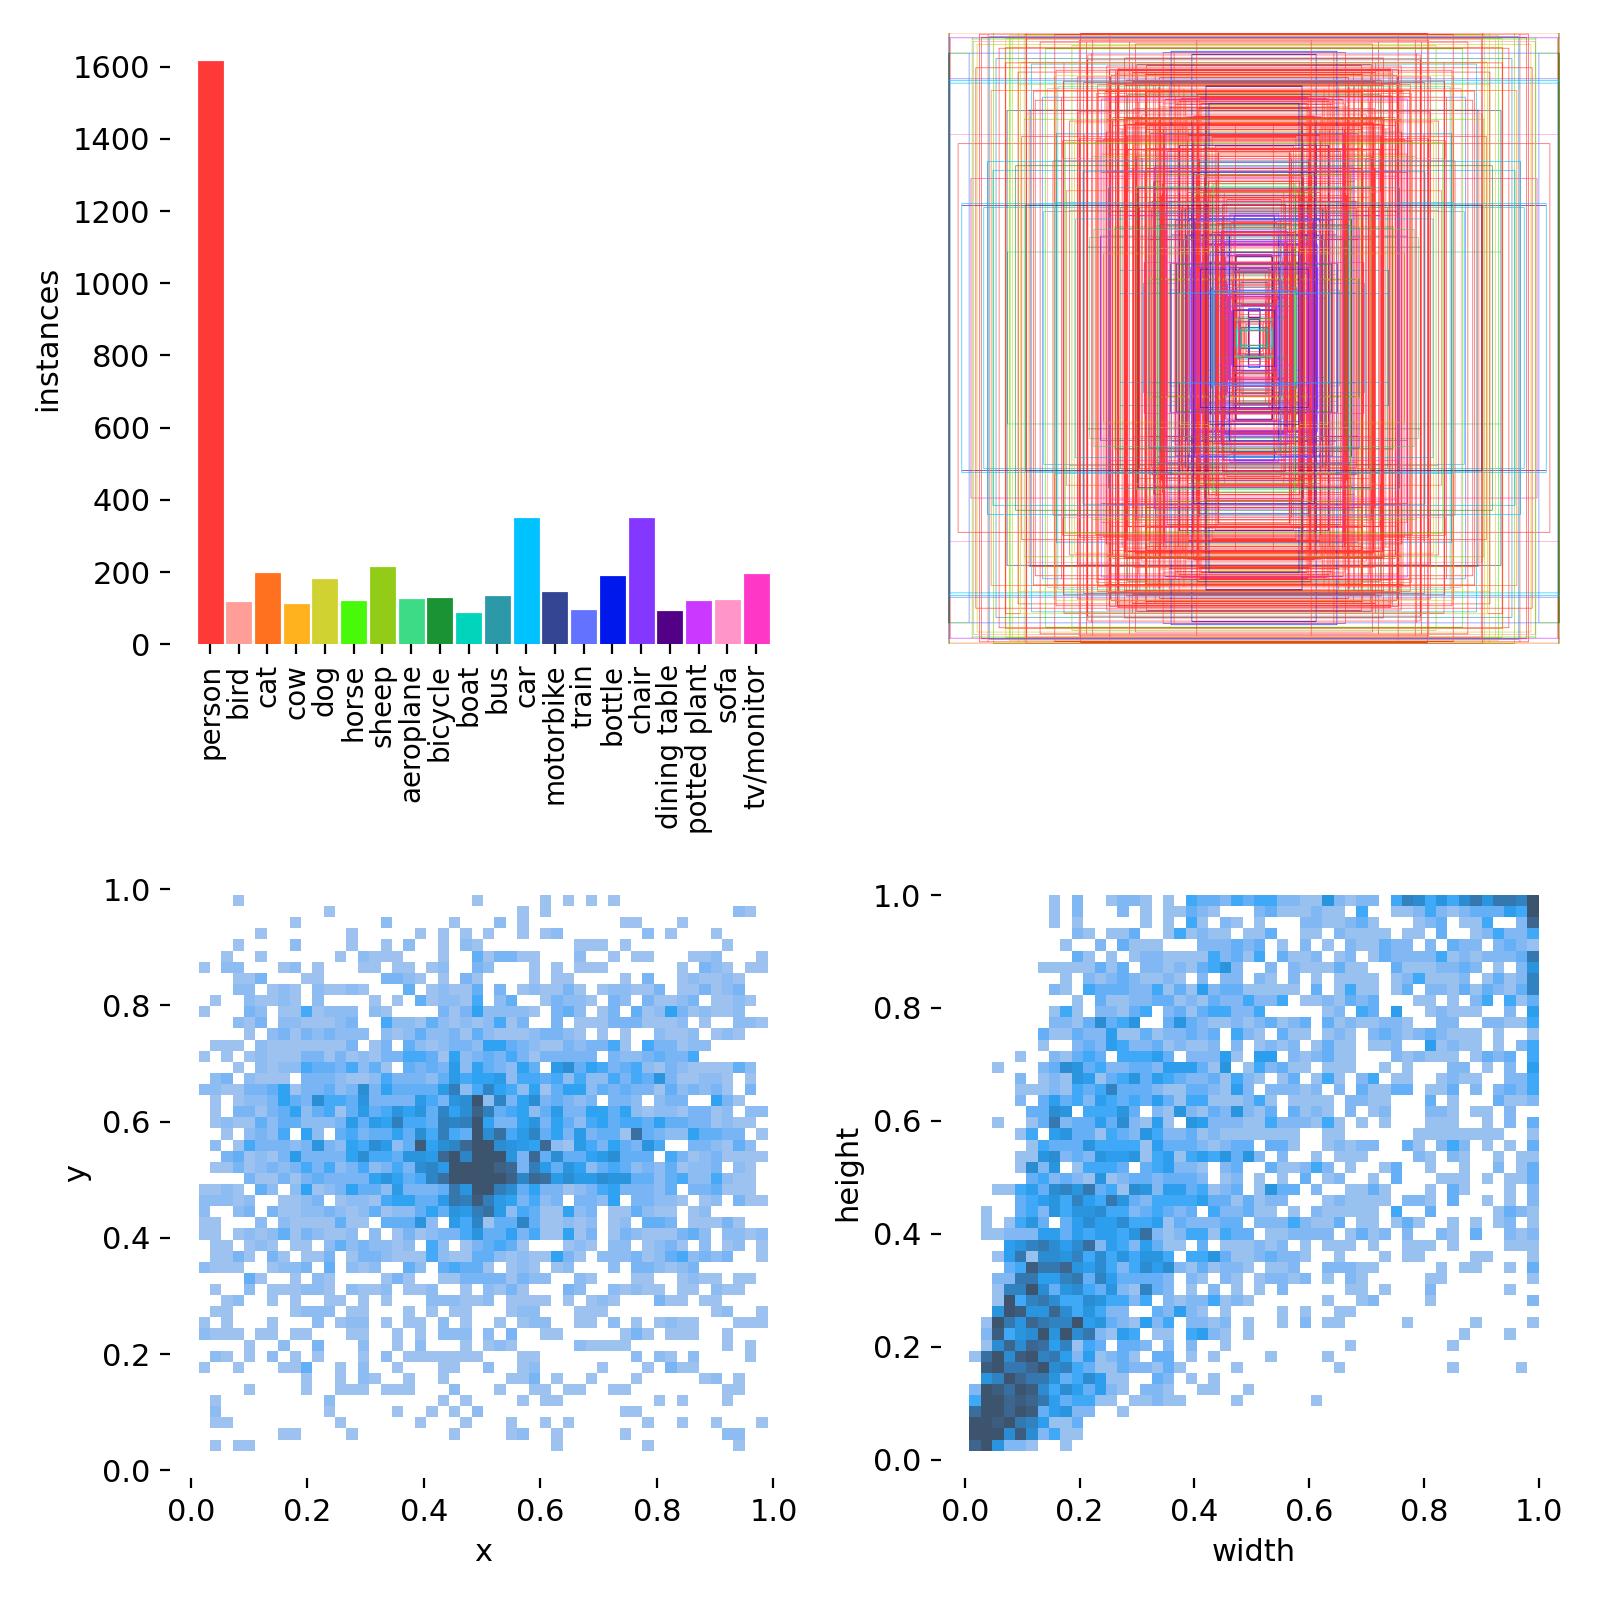 1600
1400
1200
1000
800
600
400
200
0
instances
person
bird
cat
cow
dog
horse
sheep
aeroplane
bicycle
boat
bus
car
motorbike
train
bottle
chair
dining table
potted plant
sofa
tv/monitor
1.0
0.8
0.6
0.4
0.2
0.0
y
0.0 0.2 0.4 0.6 0.8 1.0
x
1.0
0.8
0.6
0.4
0.2
0.0
height
0.0 0.2 0.4 0.6 0.8 1.0
width